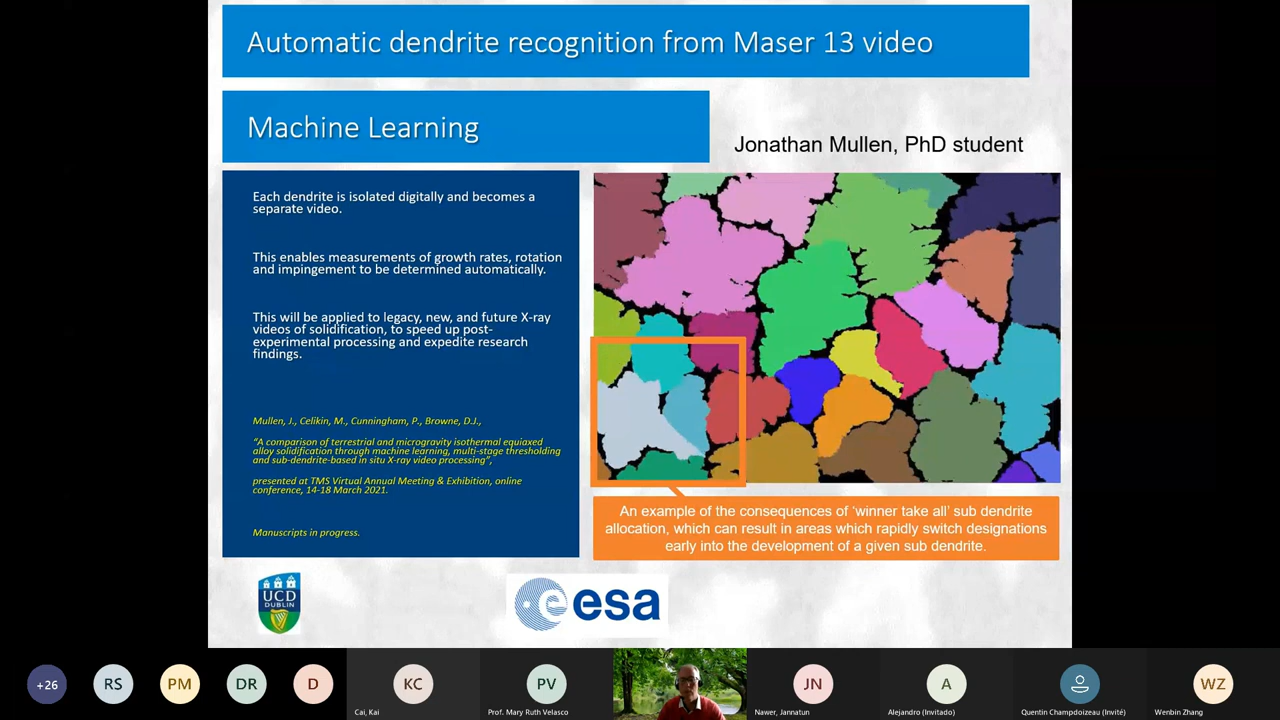 Automatic dendrite recognition from Maser 13 video
Machine Learning
Jonathan Mullen, PhD student
Each dendrite is isolated digitally and becomes a
separate video.
This enables measurements of growth rates, rotation
and impingement to be determined automatically.
This will be applied to legacy, new, and future X-ray
videos of solidification, to speed up post-
experimental processing and expedite research
findings.
Mullen, J., Celikin, M., Cunningham, P., Browne, D.J.,
"A comparison of terrestrial and microgravity isothermal equiaxed
alloy solidification through machine learning, multi-stage thresholding
and sub-dendrite-based in situ X-ray video processing",
presented at TMS Virtual Annual Meeting & Exhibition, online
conference, 14-18 March 2021.
Manuscripts in progress.
An example of the consequences of 'winner take all' sub dendrite
allocation, which can result in areas which rapidly switch designations
early into the development of a given sub dendrite.
UCD
DUBLIN
esa
+26
RS
PM
DR
D
KC
Cai, Kai
PV
Prof. Mary Ruth Velasco
JN
Nawer, Jannatun
A
Alejandro (Invitado)
Quentin Champdoizeau (Invité)
WZ
Wenbin Zhang